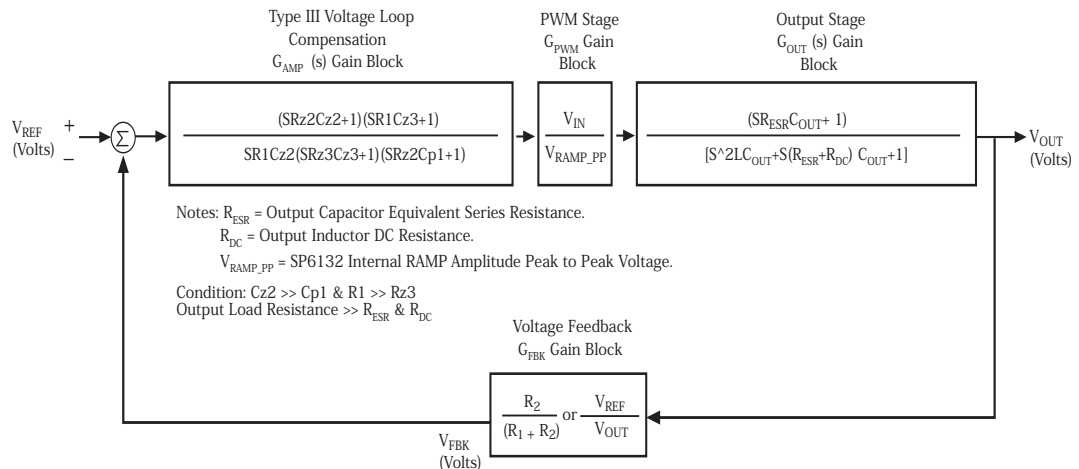 Type III Voltage Loop
Compensation
G_AMP (s) Gain Block
PWM Stage
G_PWM Gain
Block
Output Stage
G_OUT (s) Gain
Block
V_REF
(Volts)
+
−
Σ
(SRz2Cz2+1)(SR1Cz3+1)
SR1Cz2(SRz3Cz3+1)(SRz2Cp1+1)
V_IN
V_RAMP_PP
(SR_ESRC_OUT+ 1)
[S^2LC_OUT+S(R_ESR+R_DC) C_OUT+1]
V_OUT
(Volts)
Notes: R_ESR = Output Capacitor Equivalent Series Resistance.
R_DC = Output Inductor DC Resistance.
V_RAMP_PP = SP6132 Internal RAMP Amplitude Peak to Peak Voltage.
Condition: Cz2 >> Cp1 & R1 >> Rz3
Output Load Resistance >> R_ESR & R_DC
Voltage Feedback
G_FBK Gain Block
R_2
(R_1 + R_2)
or
V_REF
V_OUT
V_FBK
(Volts)